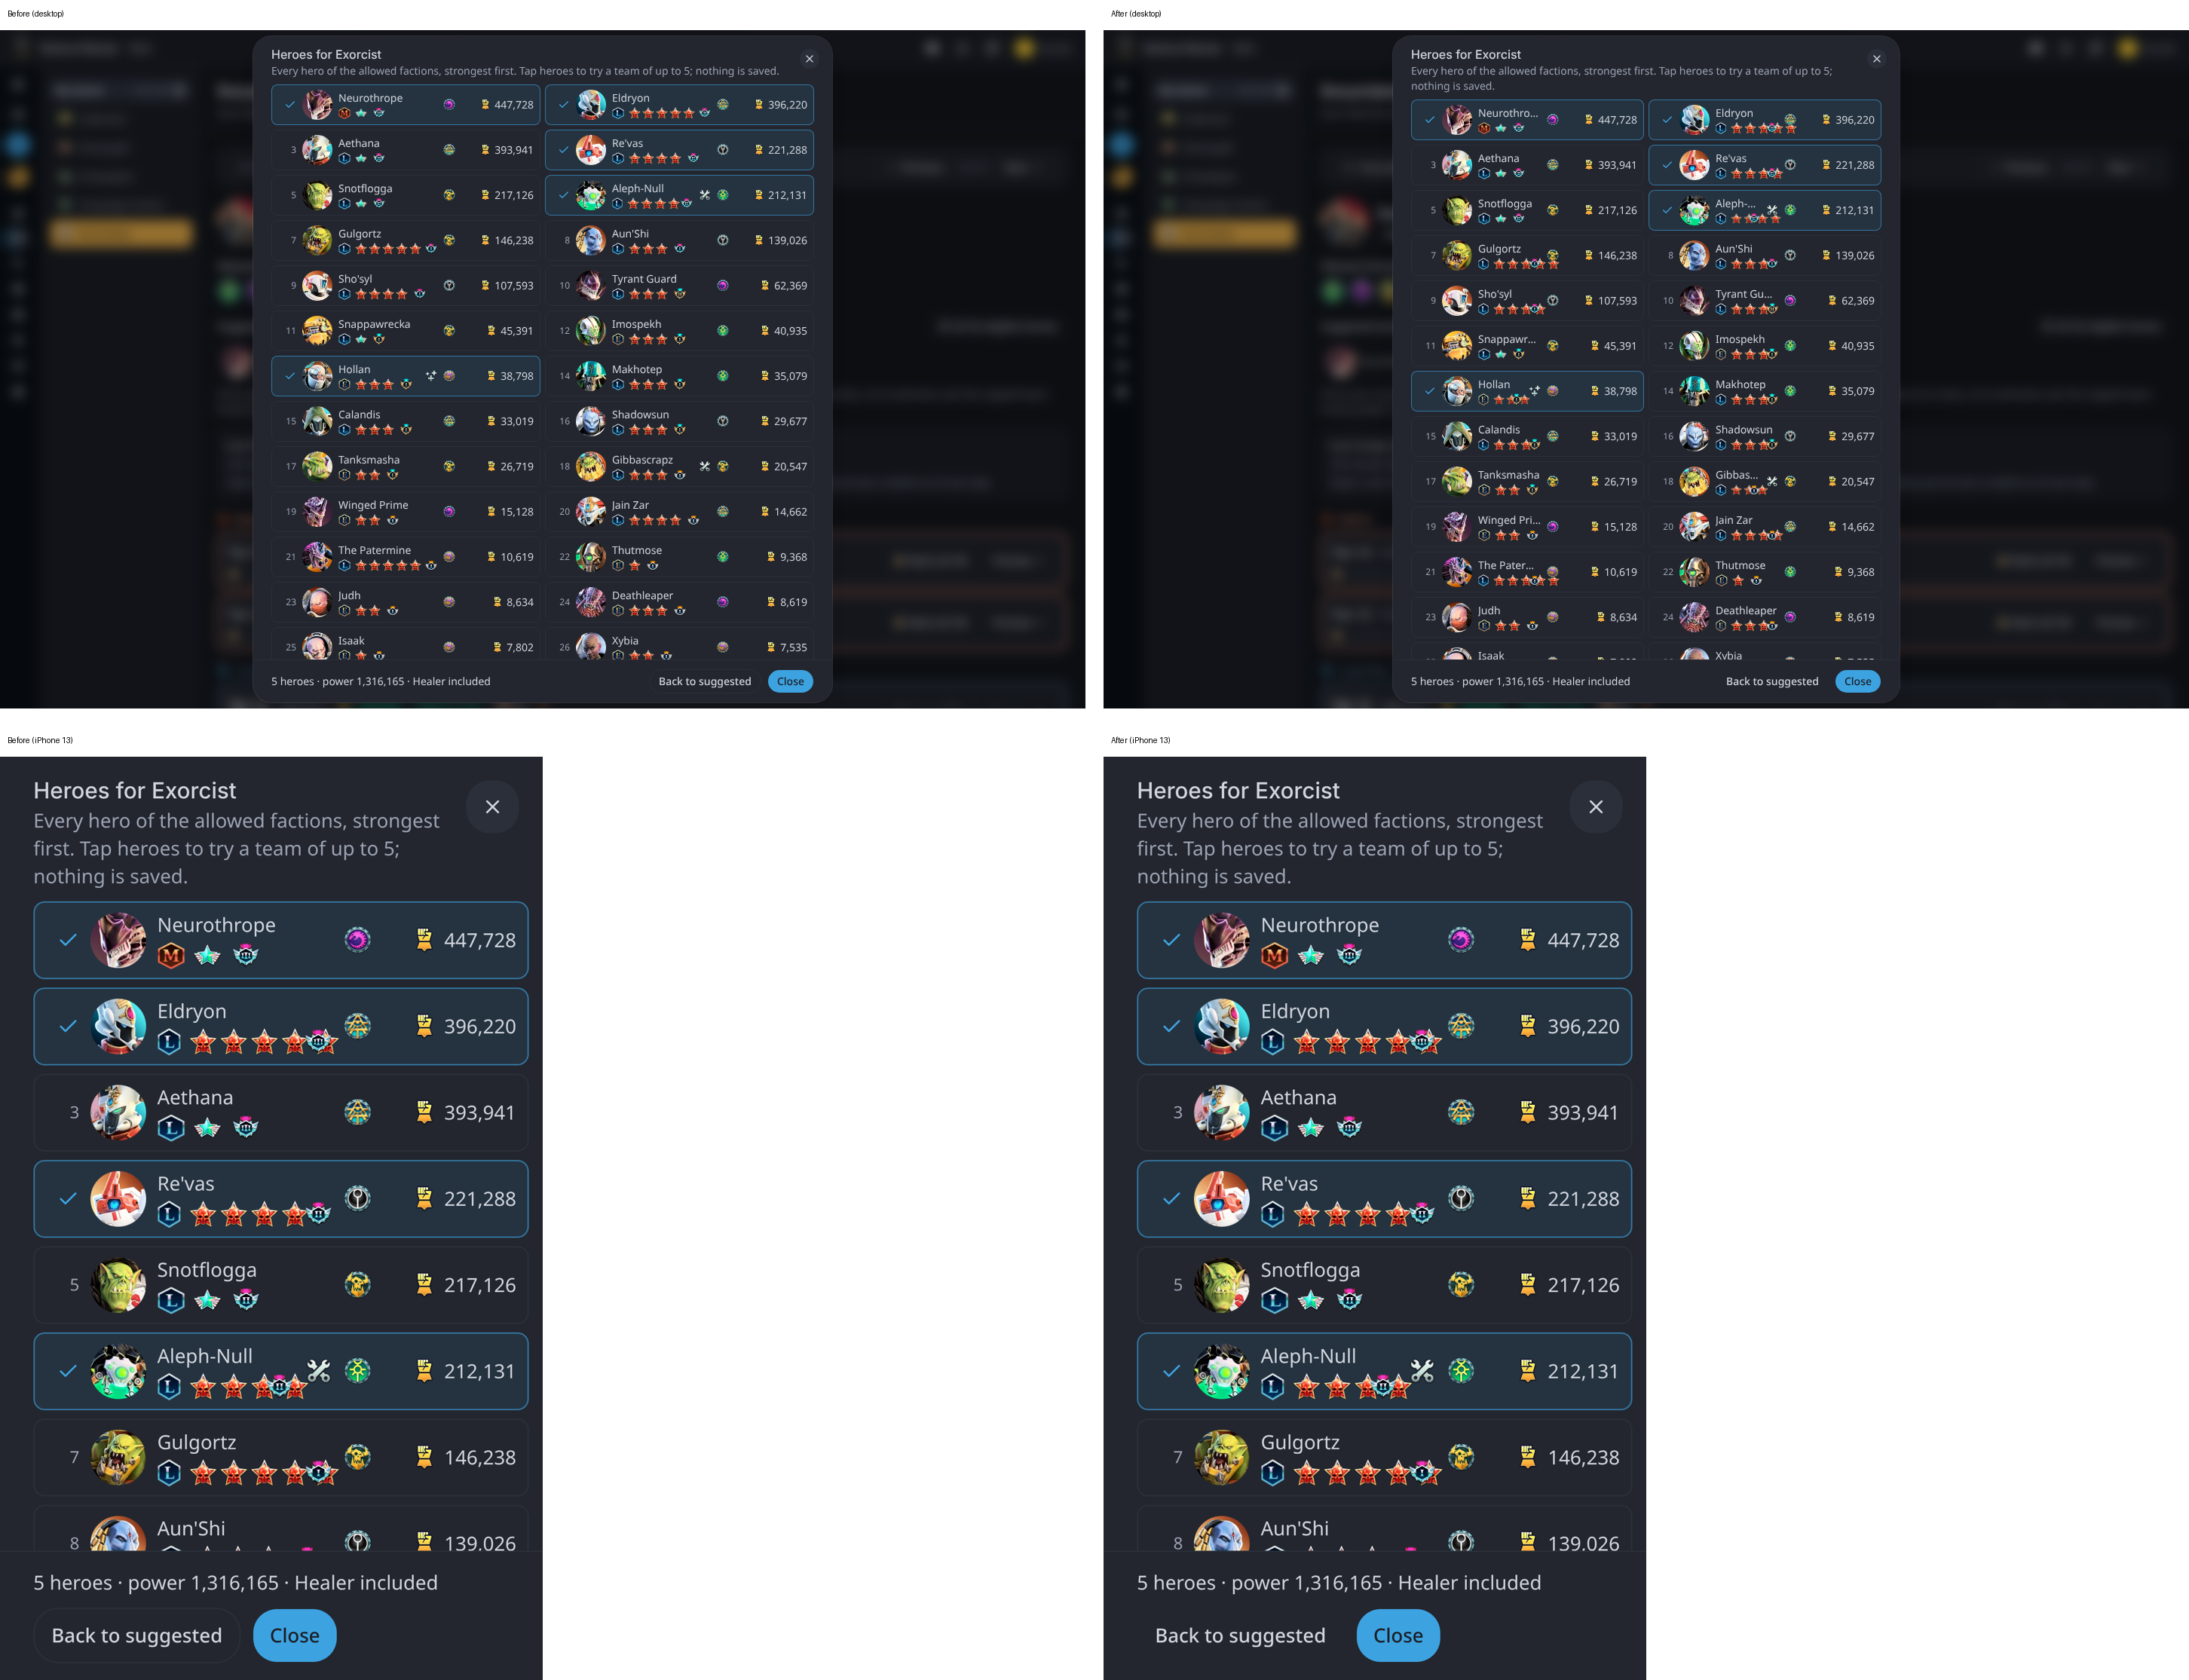 Before (desktop)
Heroes for Exorcist
Every hero of the allowed factions, strongest first. Tap heroes to try a team of up to 5; nothing is saved.
Neurothrope 447,728
M
Eldryon 396,220
L
3 Aethana 393,941
L
Re'vas 221,288
L
5 Snotflogga 217,126
L
Aleph-Null 212,131
L
7 Gulgortz 146,238
L
8 Aun'Shi 139,026
L
9 Sho'syl 107,593
L
10 Tyrant Guard 62,369
L
11 Snappawrecka 45,391
L
12 Imospekh 40,935
Hollan 38,798
14 Makhotep 35,079
L
15 Calandis 33,019
L
16 Shadowsun 29,677
L
17 Tanksmasha 26,719
18 Gibbascrapz 20,547
L
19 Winged Prime 15,128
20 Jain Zar 14,662
L
21 The Patermine 10,619
L
22 Thutmose 9,368
23 Judh 8,634
24 Deathleaper 8,619
25 Isaak 7,802
26 Xybia 7,535
5 heroes · power 1,316,165 · Healer included
Back to suggested
Close
After (desktop)
Heroes for Exorcist
Every hero of the allowed factions, strongest first. Tap heroes to try a team of up to 5;
nothing is saved.
Neurothro... 447,728
M
Eldryon 396,220
L
3 Aethana 393,941
L
Re'vas 221,288
L
5 Snotflogga 217,126
L
Aleph-... 212,131
L
7 Gulgortz 146,238
L
8 Aun'Shi 139,026
L
9 Sho'syl 107,593
L
10 Tyrant Gu... 62,369
L
11 Snappawr... 45,391
L
12 Imospekh 40,935
Hollan 38,798
14 Makhotep 35,079
L
15 Calandis 33,019
L
16 Shadowsun 29,677
L
17 Tanksmasha 26,719
18 Gibbas... 20,547
L
19 Winged Pri... 15,128
20 Jain Zar 14,662
L
21 The Pater... 10,619
L
22 Thutmose 9,368
23 Judh 8,634
24 Deathleaper 8,619
Isaak
Xybia
5 heroes · power 1,316,165 · Healer included
Back to suggested
Close
Before (iPhone 13)
Heroes for Exorcist
Every hero of the allowed factions, strongest
first. Tap heroes to try a team of up to 5;
nothing is saved.
Neurothrope 447,728
M
Eldryon 396,220
L
3 Aethana 393,941
L
Re'vas 221,288
L
5 Snotflogga 217,126
L
Aleph-Null 212,131
L
7 Gulgortz 146,238
L
8 Aun'Shi 139,026
5 heroes · power 1,316,165 · Healer included
Back to suggested
Close
After (iPhone 13)
Heroes for Exorcist
Every hero of the allowed factions, strongest
first. Tap heroes to try a team of up to 5;
nothing is saved.
Neurothrope 447,728
M
Eldryon 396,220
L
3 Aethana 393,941
L
Re'vas 221,288
L
5 Snotflogga 217,126
L
Aleph-Null 212,131
L
7 Gulgortz 146,238
L
8 Aun'Shi 139,026
5 heroes · power 1,316,165 · Healer included
Back to suggested
Close